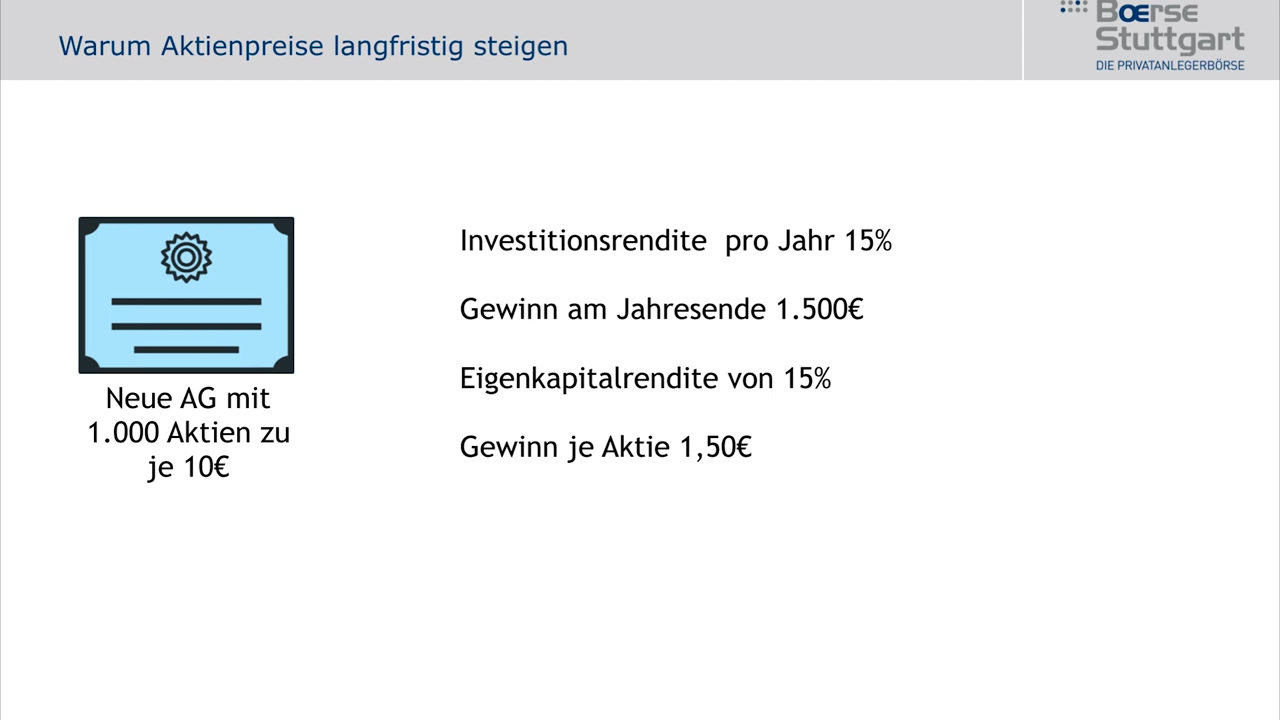 Warum Aktienpreise langfristig steigen
Boerse
Stuttgart
DIE PRIVATANLEGERBÖRSE
Neue AG mit
1.000 Aktien zu
je 10€
Investitionsrendite  pro Jahr 15%
Gewinn am Jahresende 1.500€
Eigenkapitalrendite von 15%
Gewinn je Aktie 1,50€